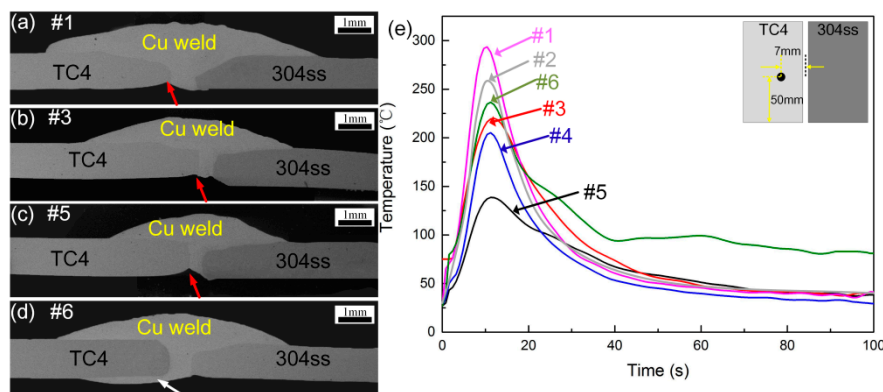 (a) #1
1mm
Cu weld
TC4
304ss
(b) #3
1mm
Cu weld
TC4
304ss
(c) #5
1mm
Cu weld
TC4
304ss
(d) #6
1mm
Cu weld
TC4
304ss
(e)
Temperature (℃)
300
250
200
150
100
50
0
#1
#2
#6
#3
#4
#5
TC4
304ss
7mm
50mm
0
20
40
60
80
100
Time (s)